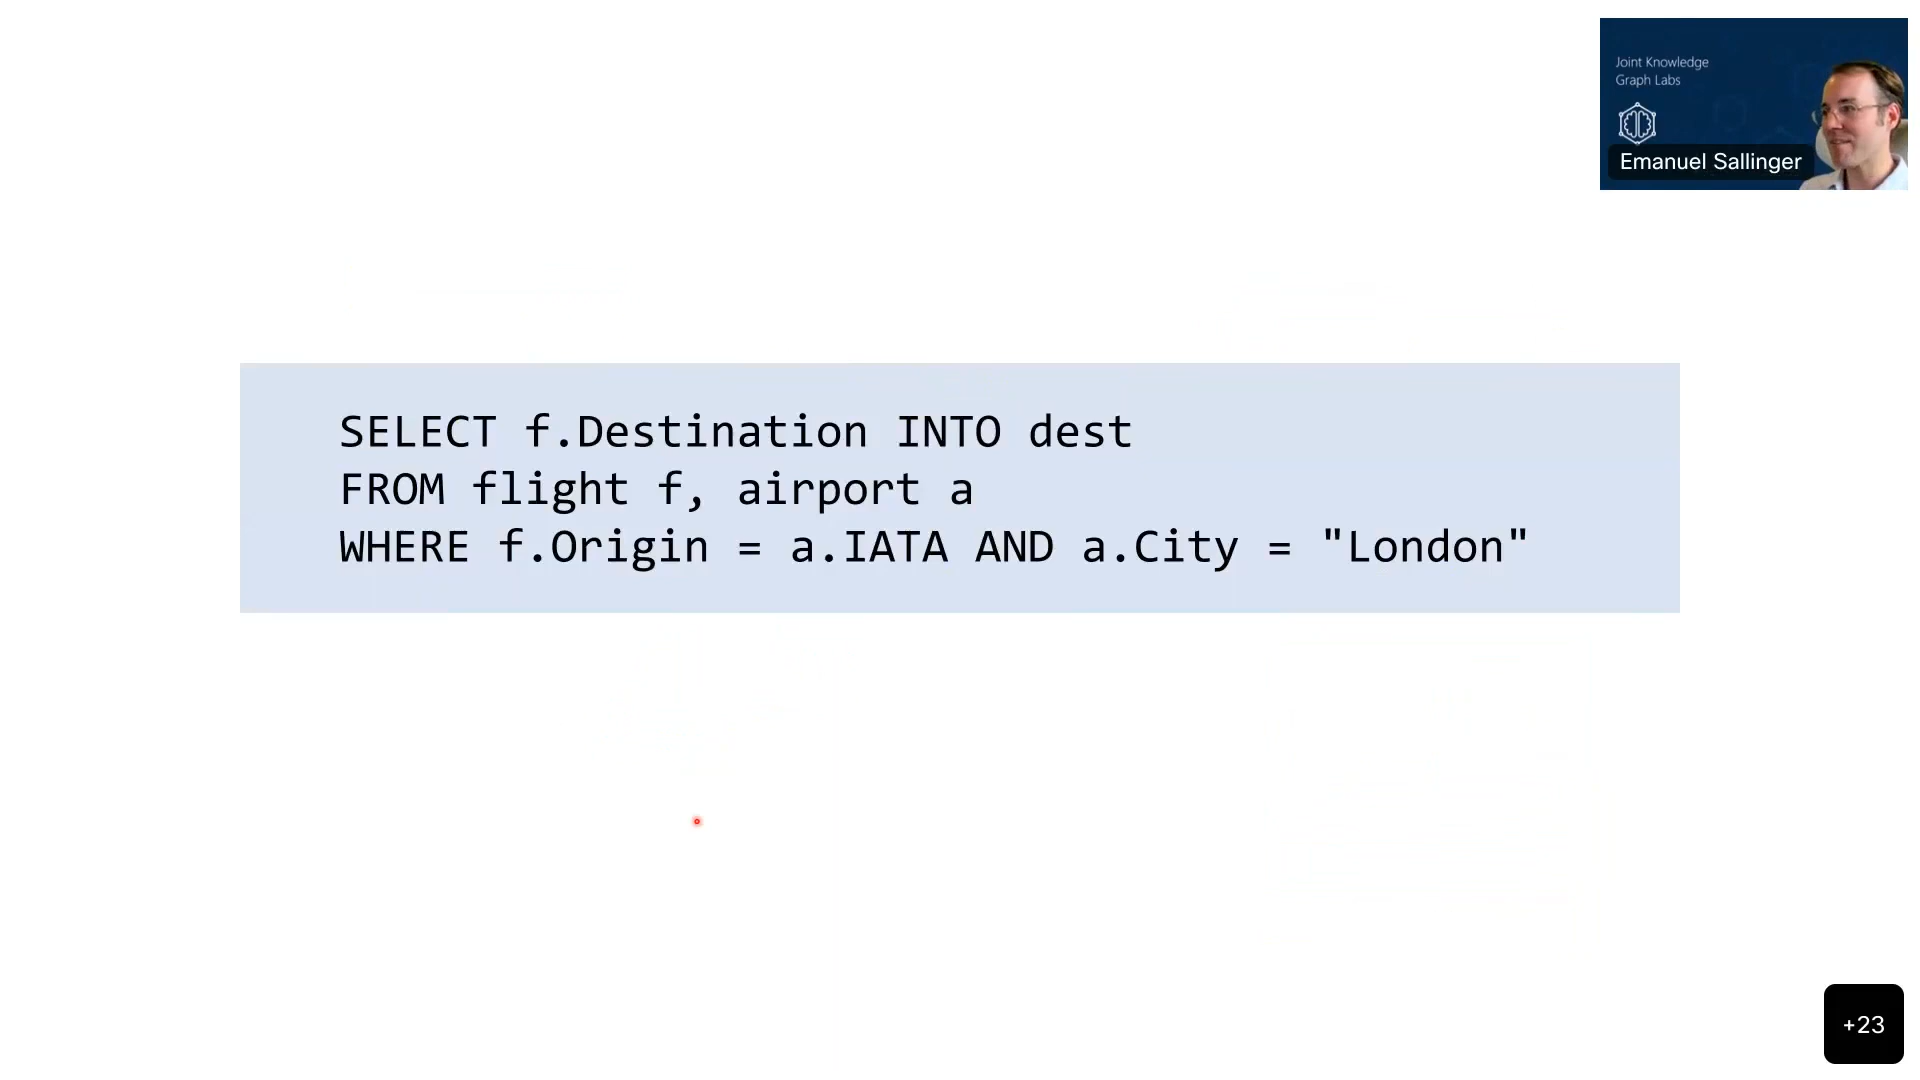 Joint Knowledge
Graph Labs
Emanuel Sallinger
SELECT f.Destination INTO dest
FROM flight f, airport a
WHERE f.Origin = a.IATA AND a.City = "London"
+23